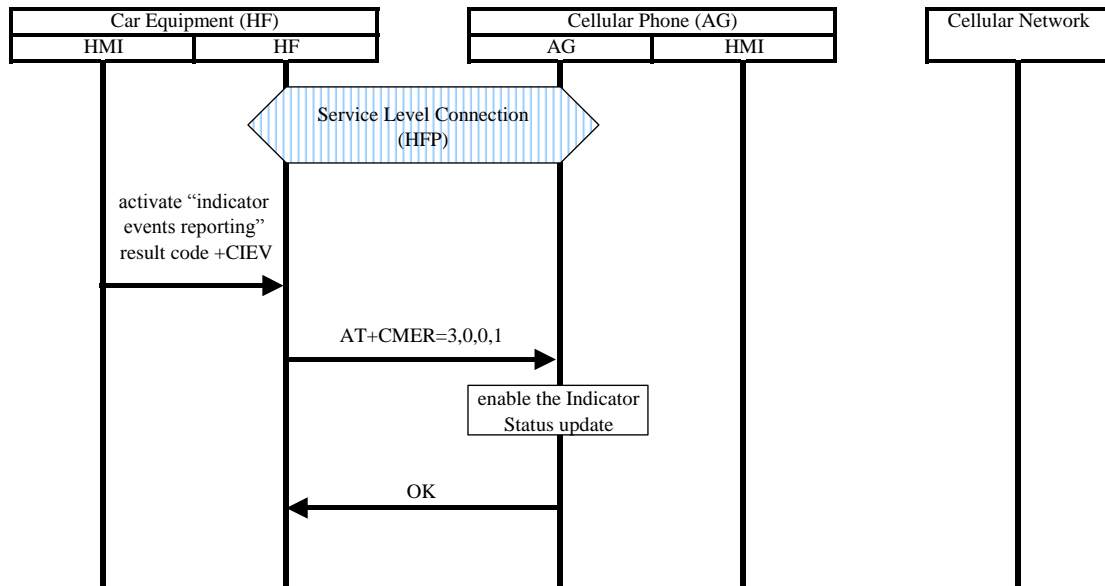 Car Equipment (HF)
Cellular Phone (AG)
Cellular Network
HMI
HF
AG
HMI
Service Level Connection
(HFP)
activate “indicator
events reporting”
result code +CIEV
AT+CMER=3,0,0,1
enable the Indicator
Status update
OK